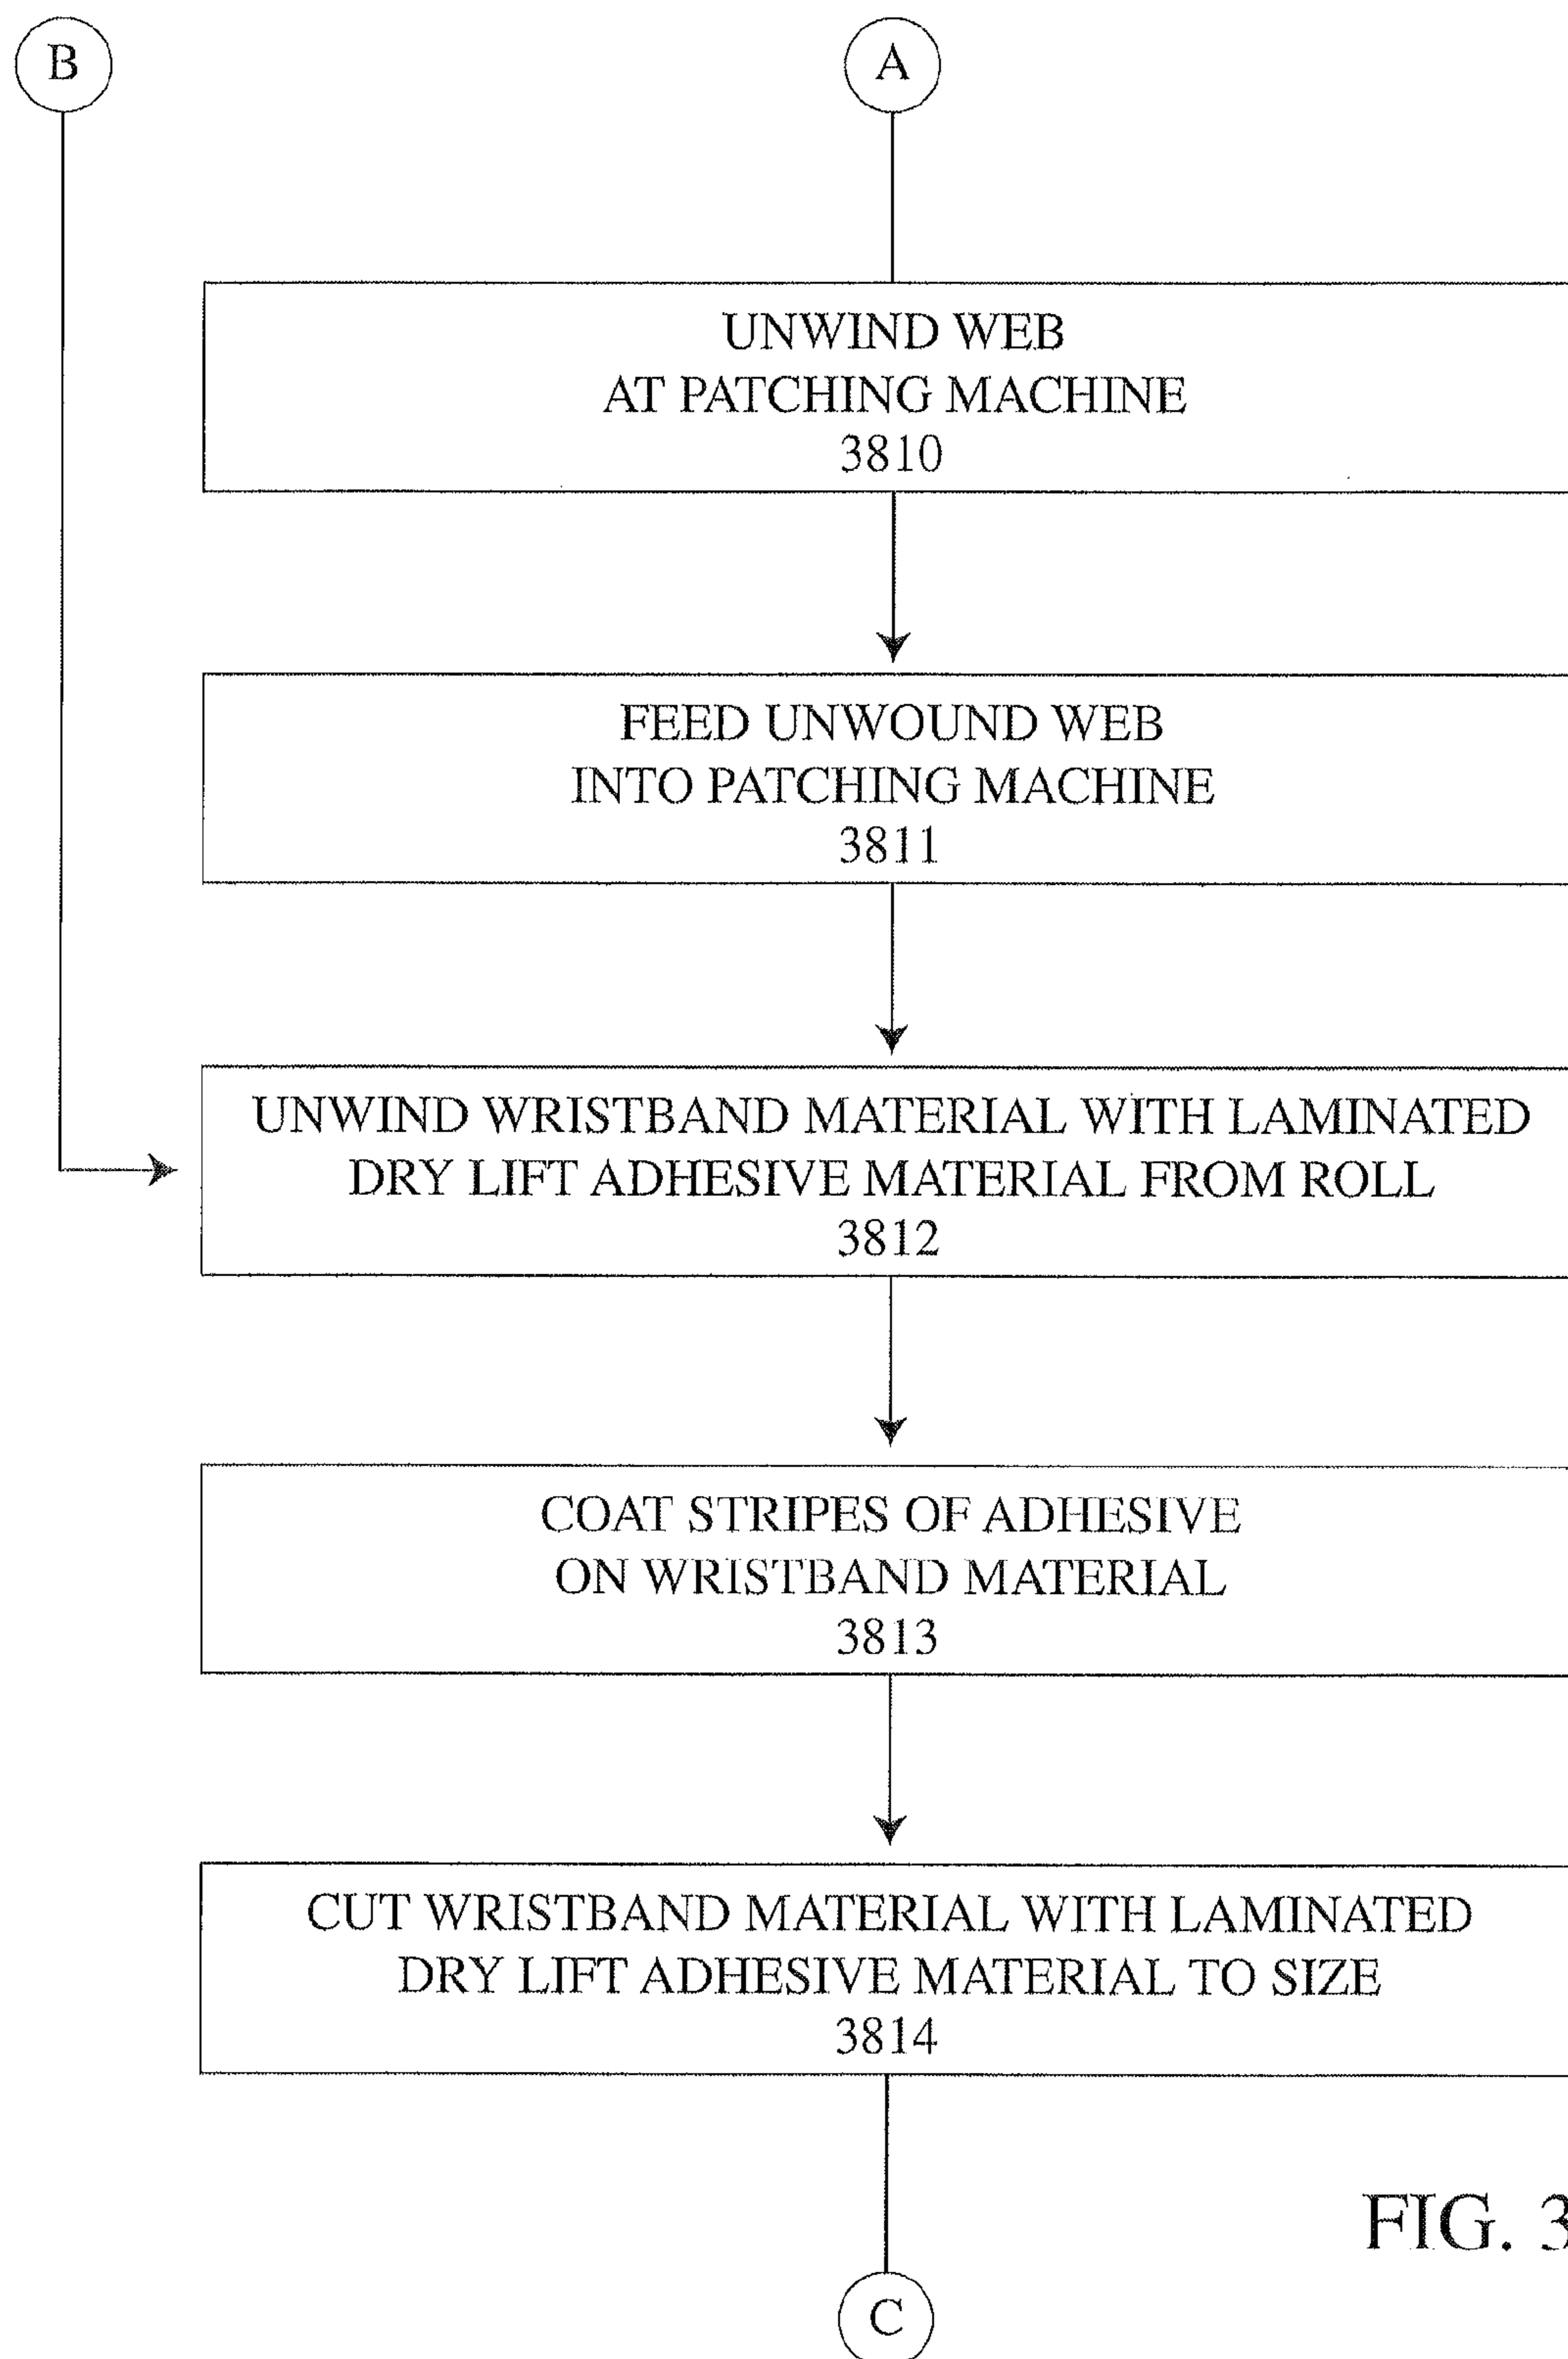 B
A
UNWIND WEB
AT PATCHING MACHINE
3810
FEED UNWOUND WEB
INTO PATCHING MACHINE
3811
UNWIND WRISTBAND MATERIAL WITH LAMINATED
DRY LIFT ADHESIVE MATERIAL FROM ROLL
3812
COAT STRIPES OF ADHESIVE
ON WRISTBAND MATERIAL
3813
CUT WRISTBAND MATERIAL WITH LAMINATED
DRY LIFT ADHESIVE MATERIAL TO SIZE
3814
FIG. 3
C